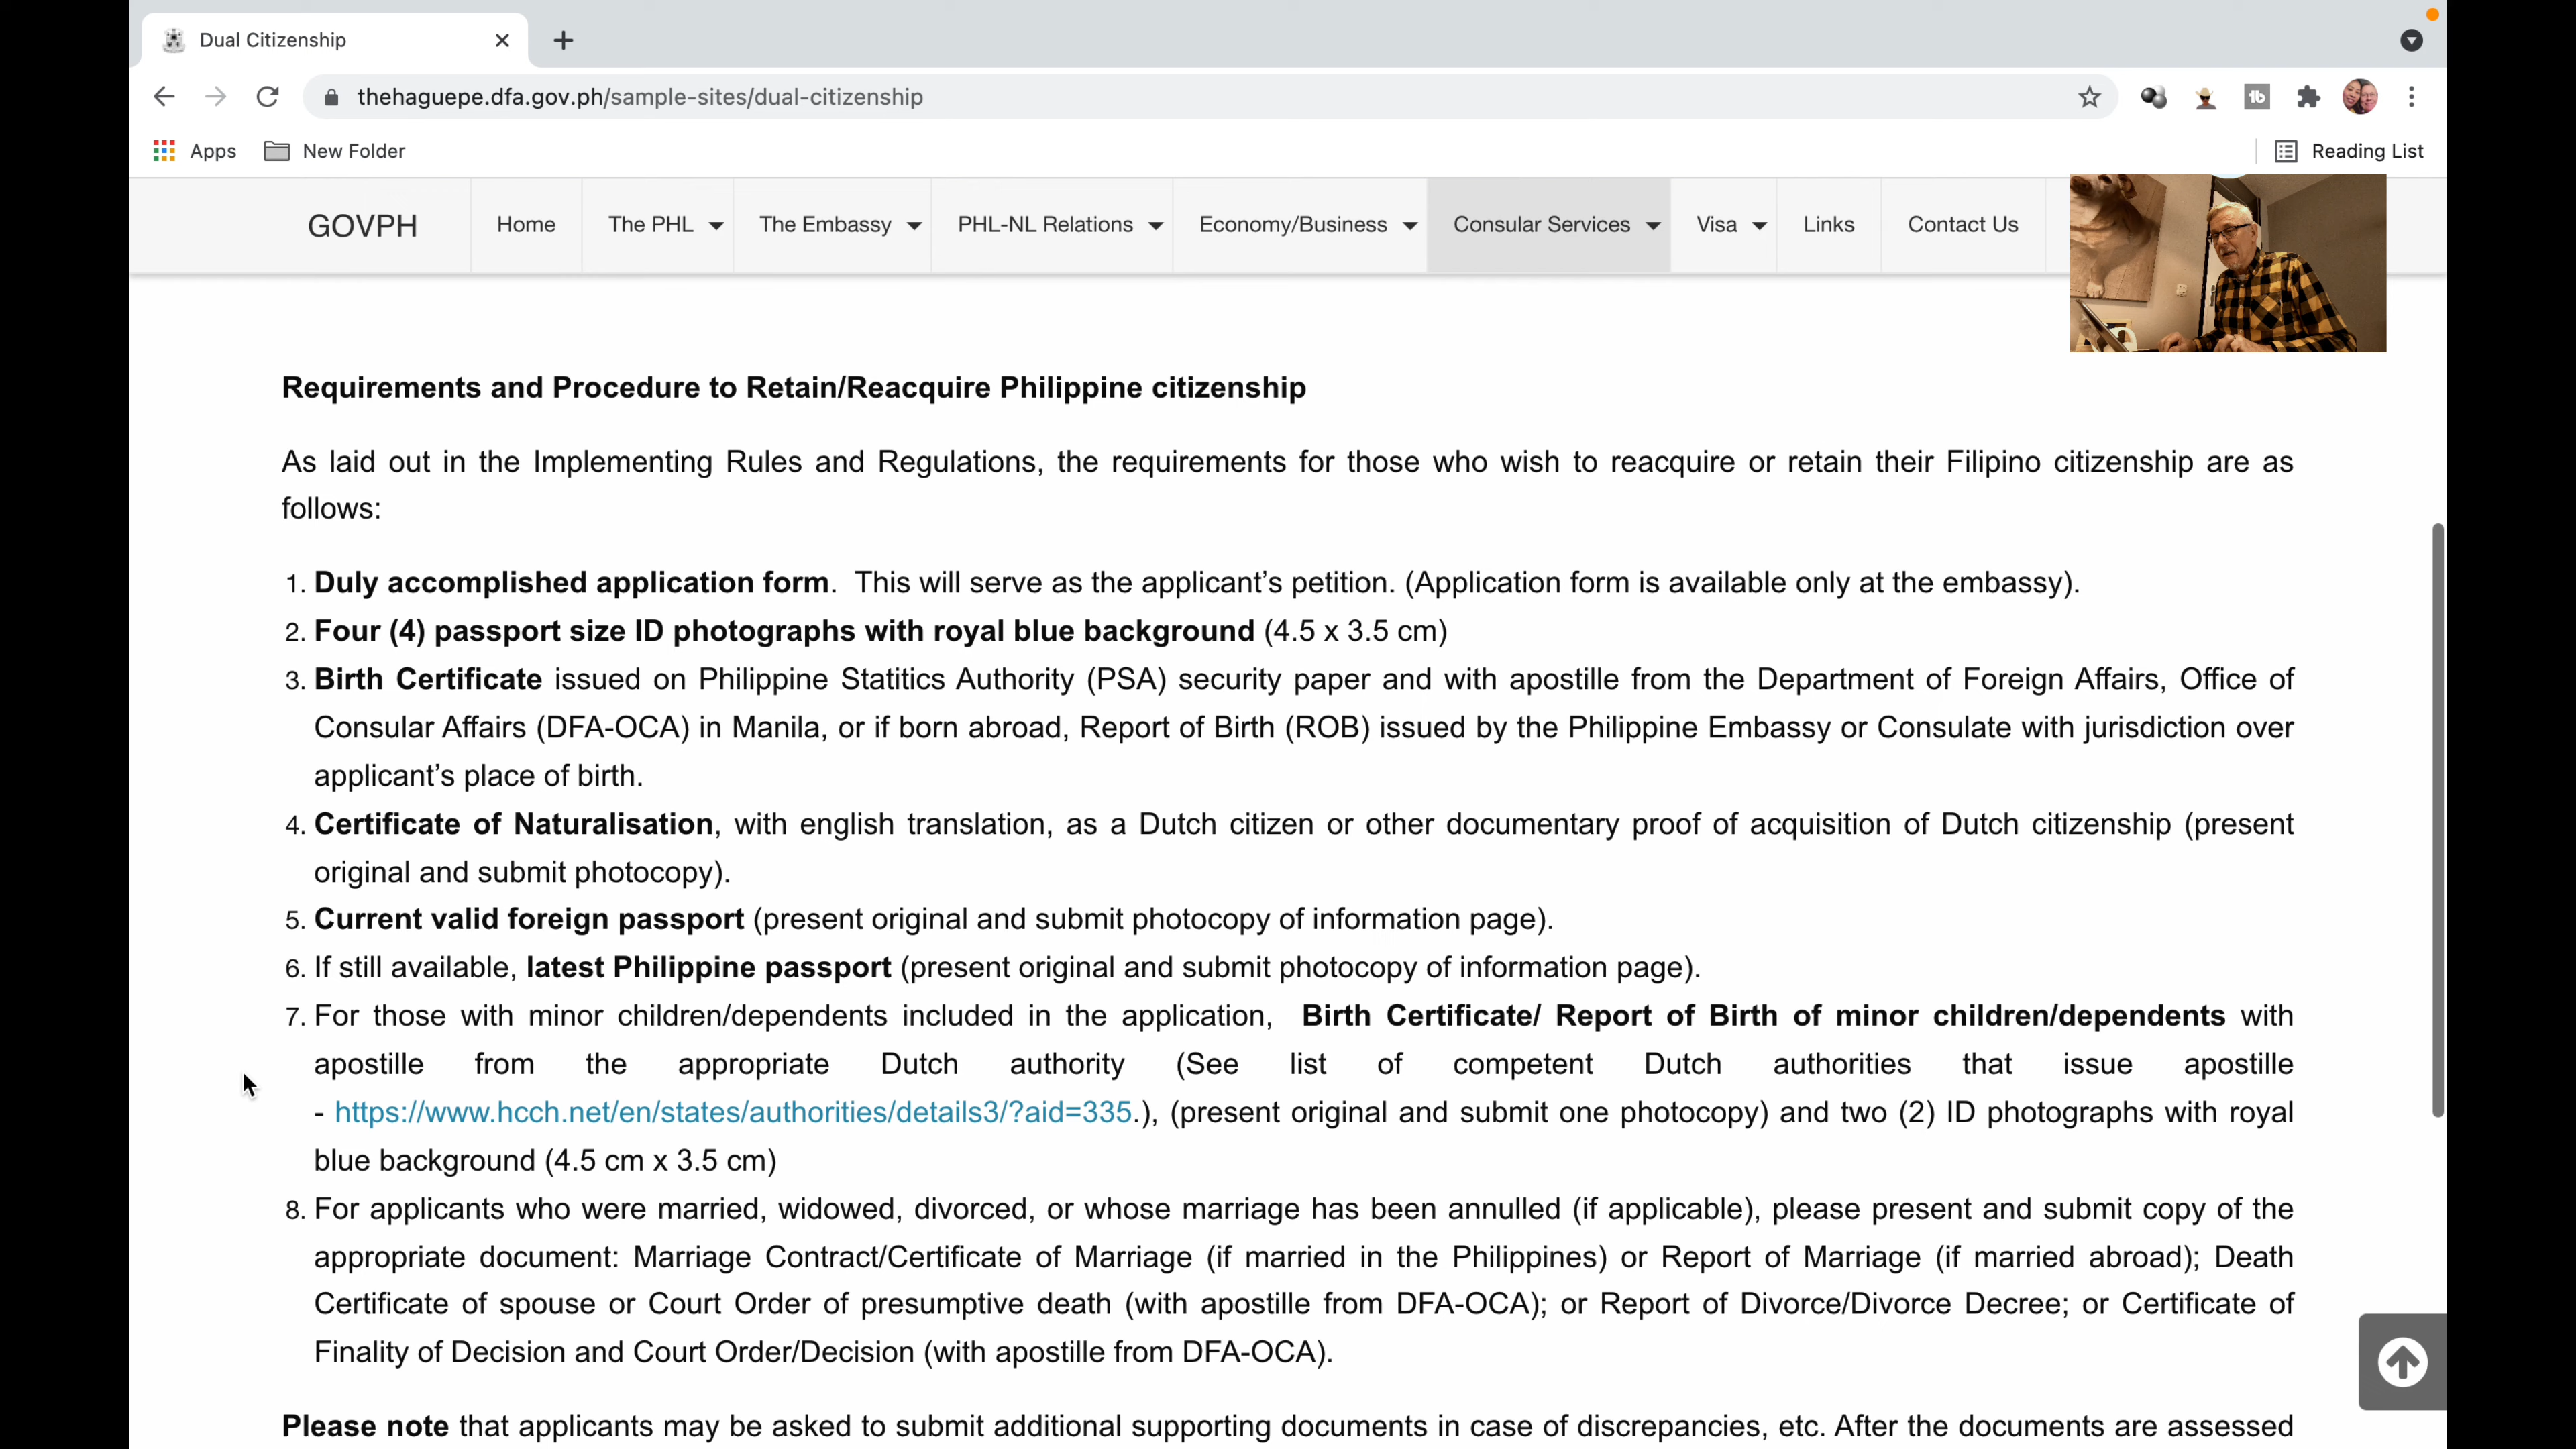 Dual Citizenship
thehaguepe.dfa.gov.ph/sample-sites/dual-citizenship
Apps New Folder Reading List
GOVPH Home The PHL The Embassy PHL-NL Relations Economy/Business Consular Services Visa Links Contact Us
Requirements and Procedure to Retain/Reacquire Philippine citizenship
As laid out in the Implementing Rules and Regulations, the requirements for those who wish to reacquire or retain their Filipino citizenship are as
follows:
1. Duly accomplished application form. This will serve as the applicant’s petition. (Application form is available only at the embassy).
2. Four (4) passport size ID photographs with royal blue background (4.5 x 3.5 cm)
3. Birth Certificate issued on Philippine Statitics Authority (PSA) security paper and with apostille from the Department of Foreign Affairs, Office of
Consular Affairs (DFA-OCA) in Manila, or if born abroad, Report of Birth (ROB) issued by the Philippine Embassy or Consulate with jurisdiction over
applicant’s place of birth.
4. Certificate of Naturalisation, with english translation, as a Dutch citizen or other documentary proof of acquisition of Dutch citizenship (present
original and submit photocopy).
5. Current valid foreign passport (present original and submit photocopy of information page).
6. If still available, latest Philippine passport (present original and submit photocopy of information page).
7. For those with minor children/dependents included in the application, Birth Certificate/ Report of Birth of minor children/dependents with
apostille from the appropriate Dutch authority (See list of competent Dutch authorities that issue apostille
- https://www.hcch.net/en/states/authorities/details3/?aid=335.), (present original and submit one photocopy) and two (2) ID photographs with royal
blue background (4.5 cm x 3.5 cm)
8. For applicants who were married, widowed, divorced, or whose marriage has been annulled (if applicable), please present and submit copy of the
appropriate document: Marriage Contract/Certificate of Marriage (if married in the Philippines) or Report of Marriage (if married abroad); Death
Certificate of spouse or Court Order of presumptive death (with apostille from DFA-OCA); or Report of Divorce/Divorce Decree; or Certificate of
Finality of Decision and Court Order/Decision (with apostille from DFA-OCA).
Please note that applicants may be asked to submit additional supporting documents in case of discrepancies, etc. After the documents are assessed